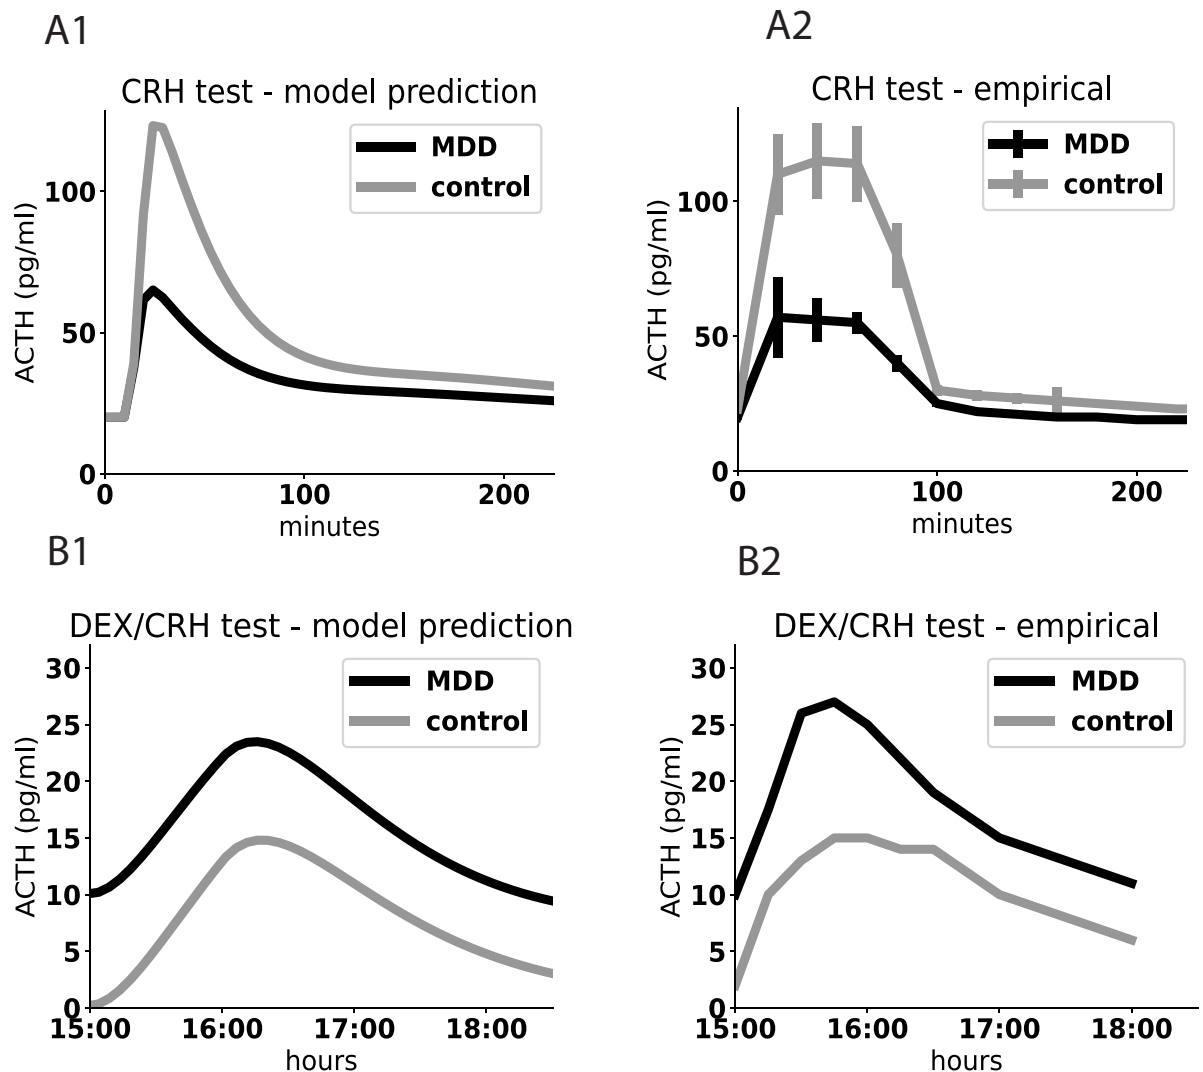 A1
CRH test - model prediction
MDD
control
ACTH (pg/ml)
100
50
0
0 100 200
minutes
A2
CRH test - empirical
MDD
control
ACTH (pg/ml)
100
50
0
0 100 200
minutes
B1
DEX/CRH test - model prediction
MDD
control
ACTH (pg/ml)
30
25
20
15
10
5
0
15:00 16:00 17:00 18:00
hours
B2
DEX/CRH test - empirical
MDD
control
ACTH (pg/ml)
30
25
20
15
10
5
0
15:00 16:00 17:00 18:00
hours